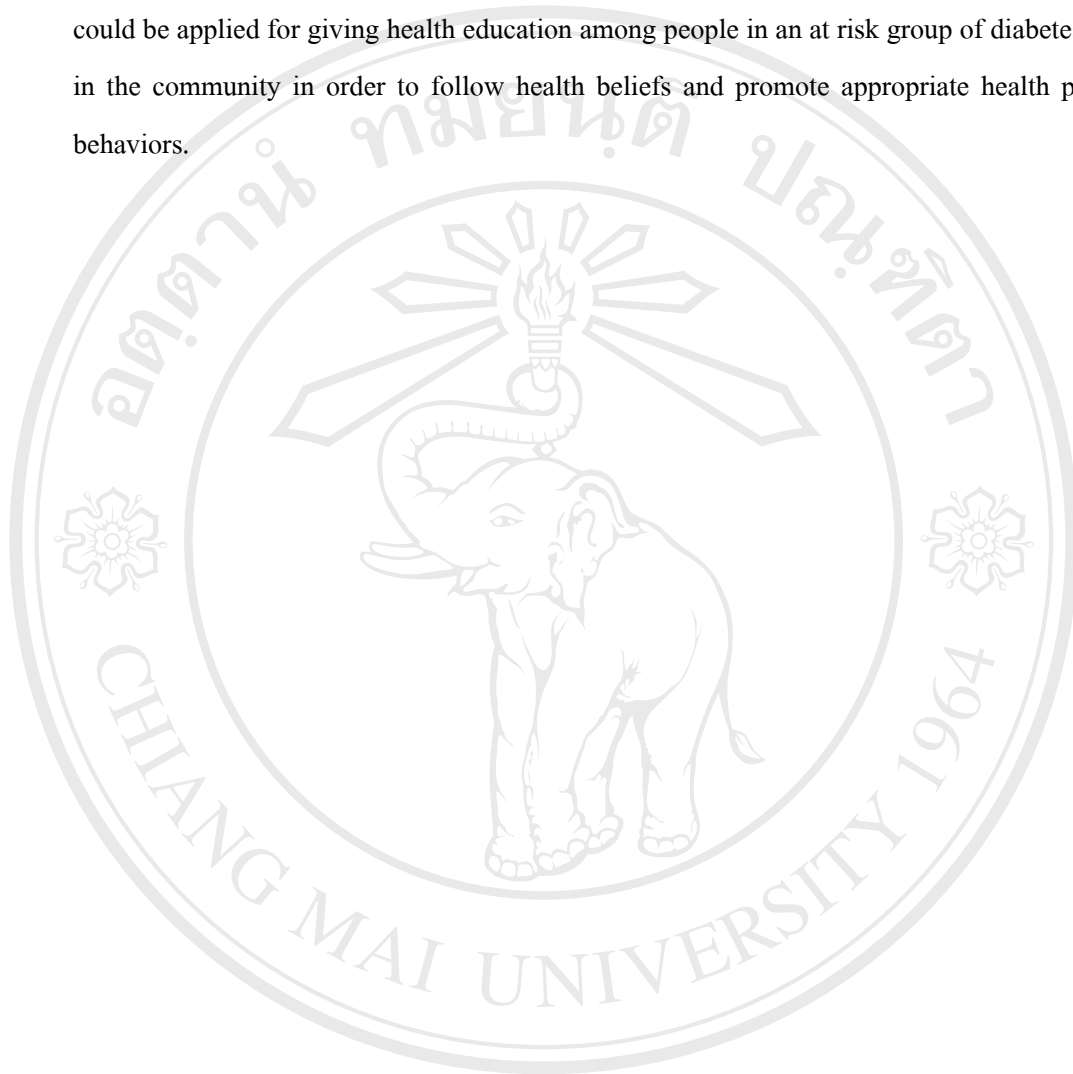 could be applied for giving health education among people in an at risk group of diabete
in the community in order to follow health beliefs and promote appropriate health p
behaviors.
อตฺตานํ ทมยนฺติ ปณฺฑิตา
CHIANG MAI UNIVERSITY 1964